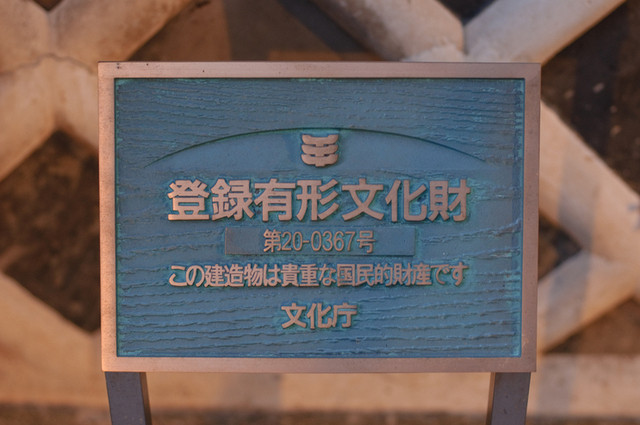 登録有形文化財
第20-0367号
この建造物は貴重な国民的財産です
文化庁